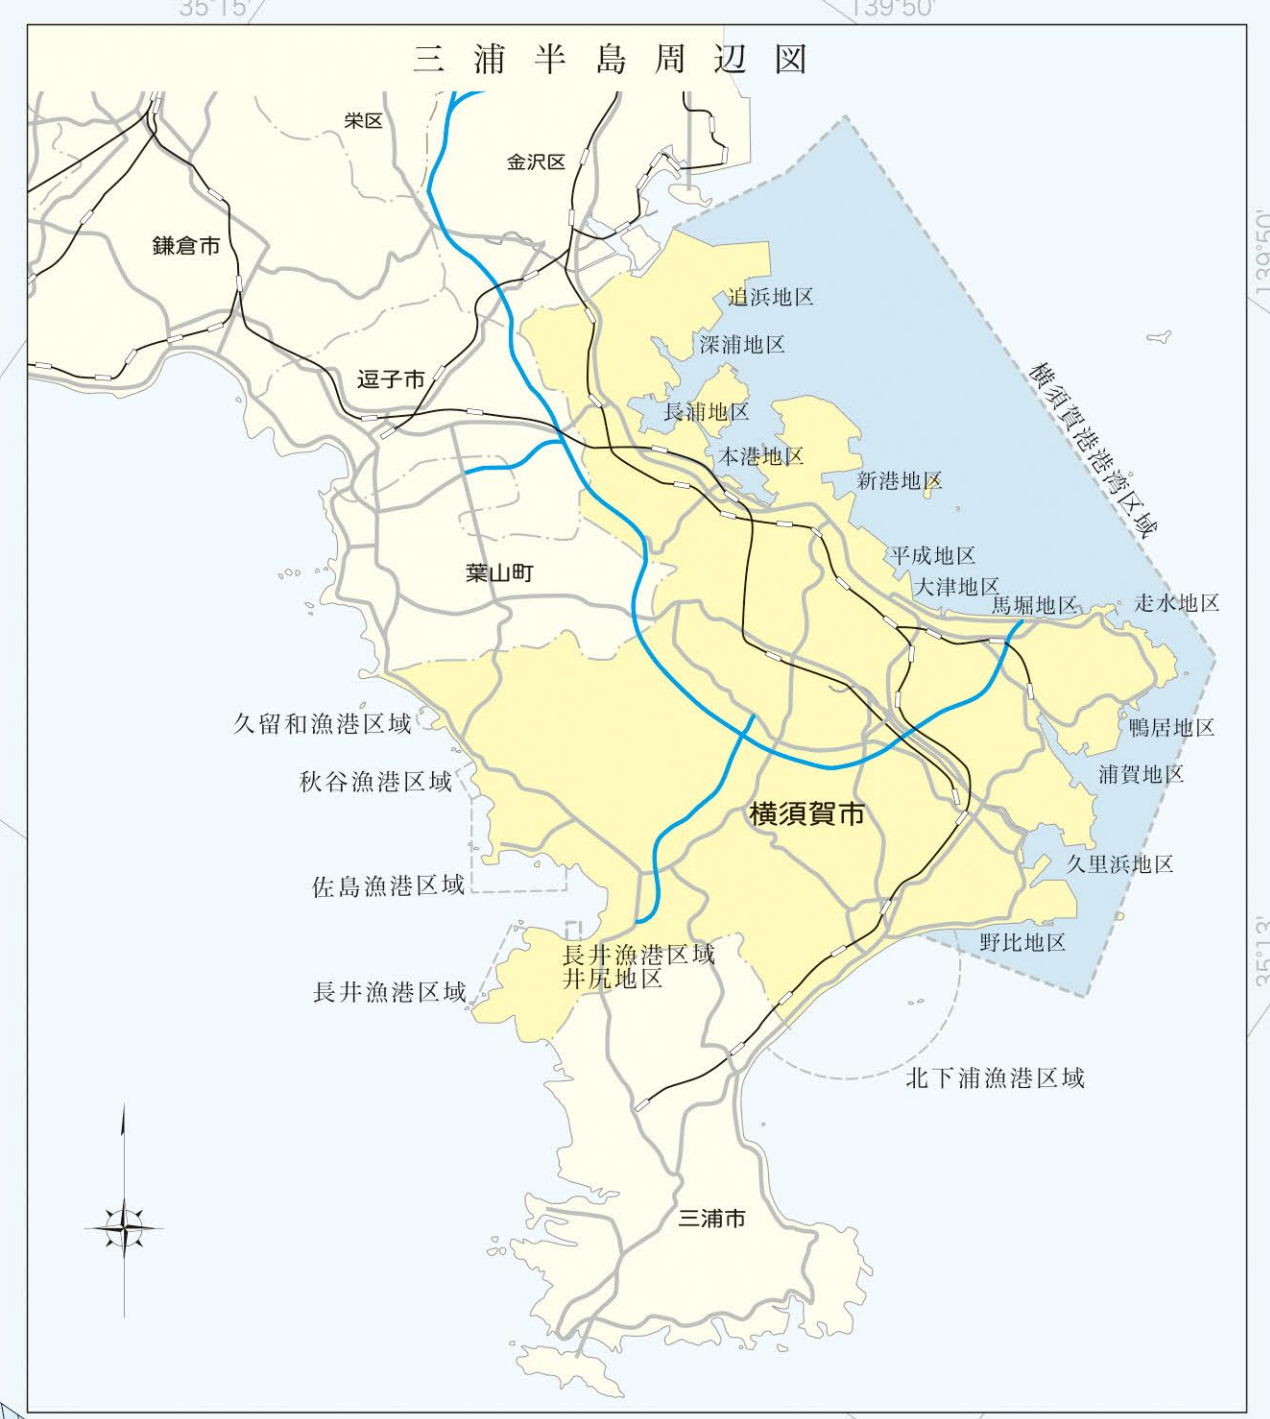 35°15'
139°50'
三浦半島周辺図
栄区
金沢区
鎌倉市
139°50'
追浜地区
深浦地区
逗子市
長浦地区
横須賀港港湾区域
本港地区
新港地区
平成地区
葉山町
大津地区
馬堀地区
走水地区
久留和漁港区域
鴨居地区
秋谷漁港区域
浦賀地区
横須賀市
久里浜地区
佐島漁港区域
野比地区
長井漁港区域
井尻地区
35°13'
長井漁港区域
北下浦漁港区域
三浦市